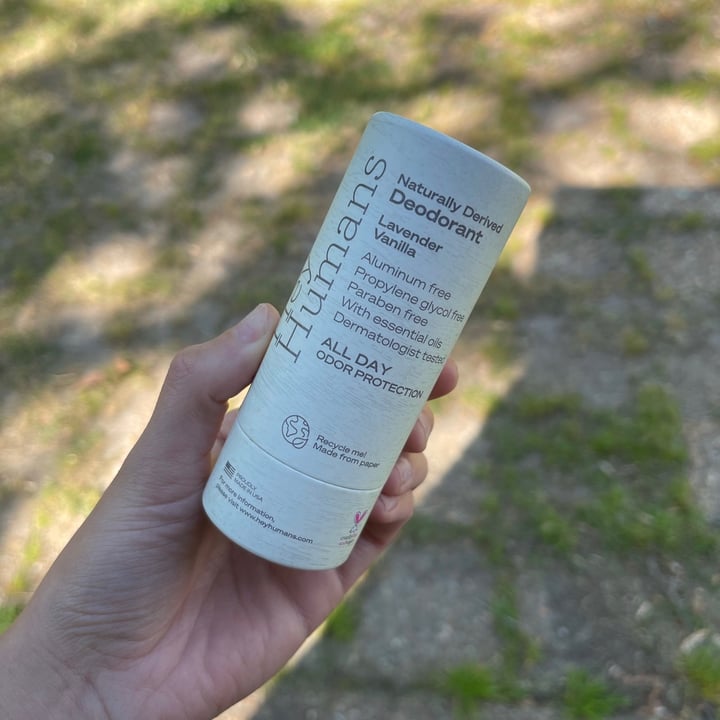 Hey
Humans
Naturally Derived
Deodorant
Lavender
Vanilla
Aluminum free
Propylene glycol free
Paraben free
With essential oils
Dermatologist tested
ALL DAY
ODOR PROTECTION
Recycle me!
Made from paper
PROUDLY
MADE IN USA
For more information,
please visit www.heyhumans.com